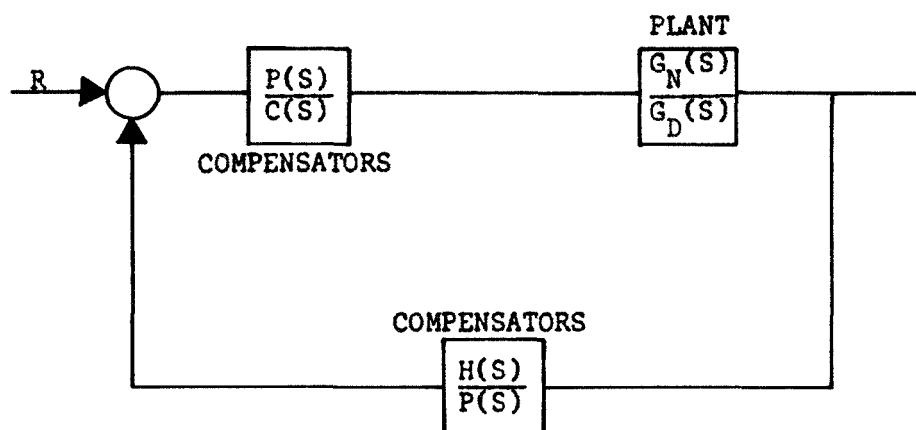 PLANT
R
P(S)
C(S)
G_N(S)
G_D(S)
COMPENSATORS
COMPENSATORS
H(S)
P(S)